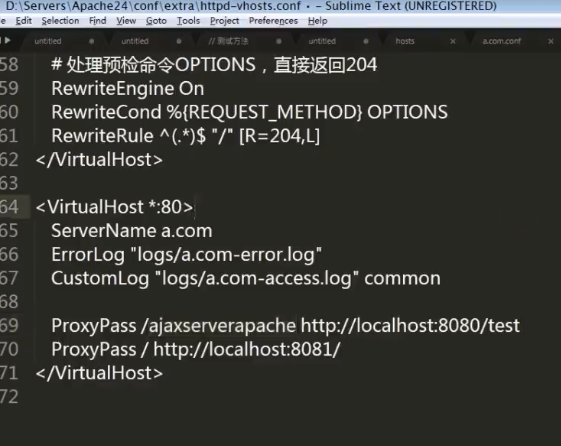 D:\Servers\Apache24\conf\extra\httpd-vhosts.conf • - Sublime Text (UNREGISTERED)
Edit Selection Find View Goto Tools Project Preferences Help
untitled untitled // 测试方法 untitled hosts a.com.conf
58 # 处理预检命令OPTIONS，直接返回204
59 RewriteEngine On
60 RewriteCond %{REQUEST_METHOD} OPTIONS
61 RewriteRule ^(.*)$ "/" [R=204,L]
62 </VirtualHost>
63
64 <VirtualHost *:80>
65 ServerName a.com
66 ErrorLog "logs/a.com-error.log"
67 CustomLog "logs/a.com-access.log" common
68
69 ProxyPass /ajaxserverapache http://localhost:8080/test
70 ProxyPass / http://localhost:8081/
71 </VirtualHost>
72